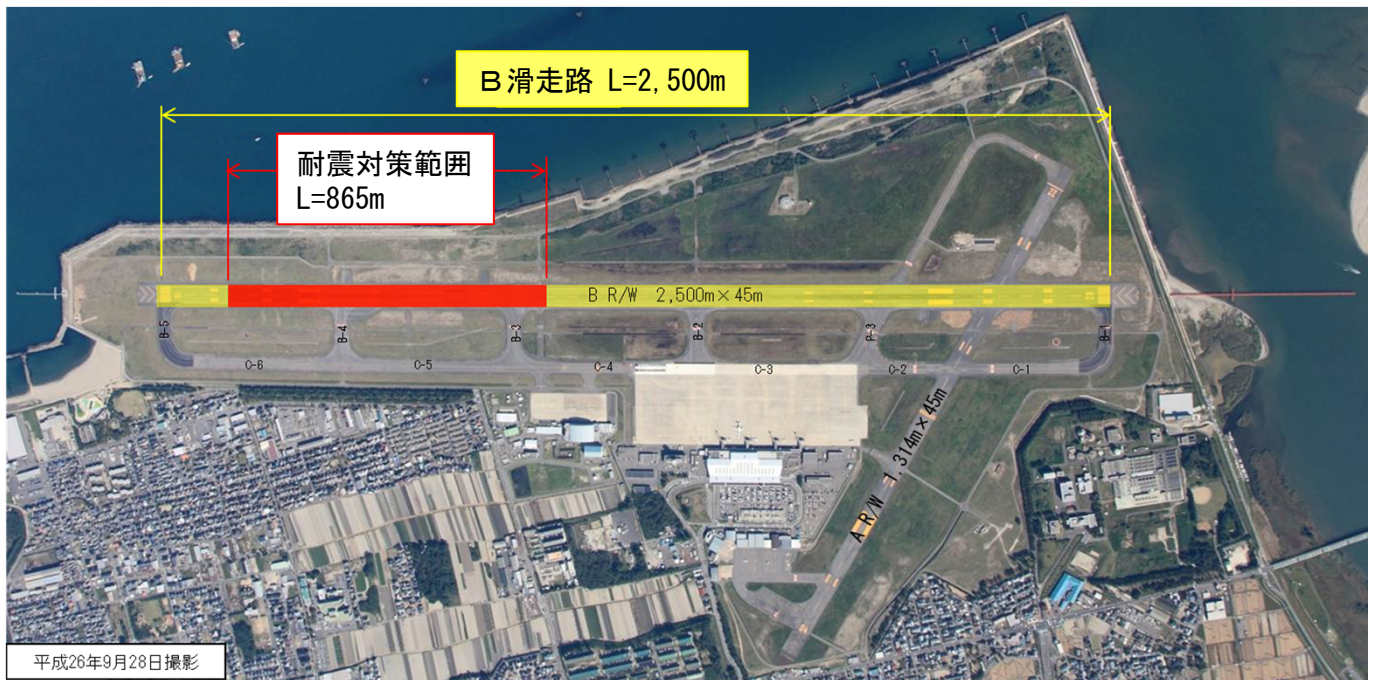 B滑走路 L=2,500m
耐震対策範囲
L=865m
B R/W 2,500m×45m
B-5
B-4
B-3
B-2
P-3
B-1
C-6
C-5
C-4
C-3
C-2
C-1
A R/W 1,314m×45m
平成26年9月28日撮影